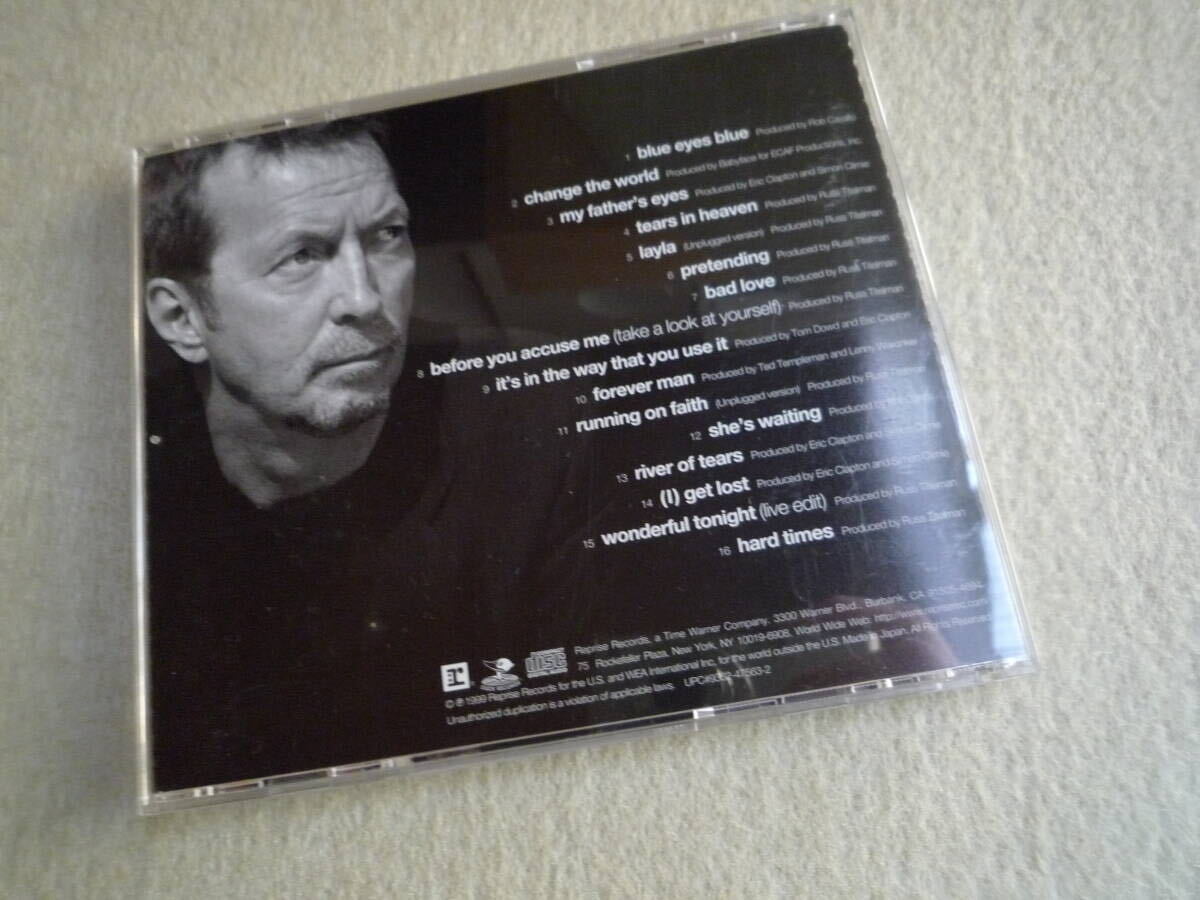 1 blue eyes blue Produced by Rob Cavallo
2 change the world Produced by Babyface for ECAF Productions, Inc.
3 my father's eyes Produced by Eric Clapton and Simon Climie
4 tears in heaven Produced by Russ Titelman
5 layla (Unplugged version) Produced by Russ Titelman
6 pretending Produced by Russ Titelman
7 bad love Produced by Russ Titelman
8 before you accuse me (take a look at yourself) Produced by Russ Titelman
9 it's in the way that you use it Produced by Tom Dowd and Eric Clapton
10 forever man Produced by Ted Templeman and Lenny Waronker
11 running on faith (Unplugged version) Produced by Russ Titelman
12 she's waiting Produced by
13 river of tears Produced by Eric Clapton and Simon Climie
14 (I) get lost Produced by Eric Clapton and Simon Climie
15 wonderful tonight (live edit) Produced by Russ Titelman
16 hard times Produced by Russ Titelman
Reprise Records, a Time Warner Company, 3300 Warner Blvd., Burbank, CA 91505-4694
75 Rockefeller Plaza, New York, NY 10019-6908. World Wide Web:
© ℗ 1999 Reprise Records for the U.S. and WEA International Inc. for the world outside the U.S. Made in Japan. All Rights Reserved
Unauthorized duplication is a violation of applicable laws.
disc